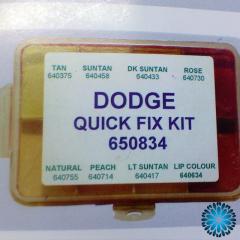 TAN SUNTAN DK SUNTAN ROSE
640375 640458 640433 640730
DODGE
QUICK FIX KIT
650834
NATURAL PEACH LT SUNTAN LIP COLOUR
640755 640714 640417 640634